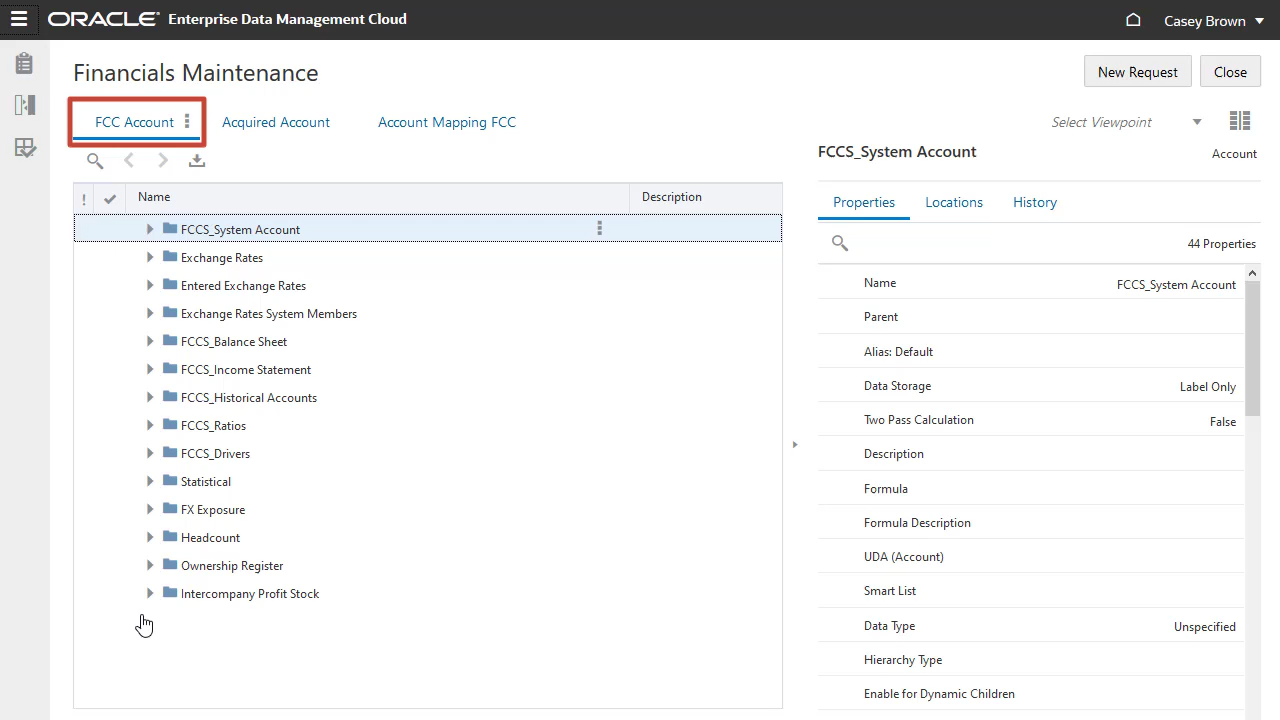 ORACLE Enterprise Data Management Cloud
Casey Brown
Financials Maintenance
New Request
Close
FCC Account
Acquired Account
Account Mapping FCC
Select Viewpoint
FCCS_System Account
Account
! Name Description
Properties
Locations
History
44 Properties
FCCS_System Account
Exchange Rates
Entered Exchange Rates
Exchange Rates System Members
FCCS_Balance Sheet
FCCS_Income Statement
FCCS_Historical Accounts
FCCS_Ratios
FCCS_Drivers
Statistical
FX Exposure
Headcount
Ownership Register
Intercompany Profit Stock
Name FCCS_System Account
Parent
Alias: Default
Data Storage Label Only
Two Pass Calculation False
Description
Formula
Formula Description
UDA (Account)
Smart List
Data Type Unspecified
Hierarchy Type
Enable for Dynamic Children